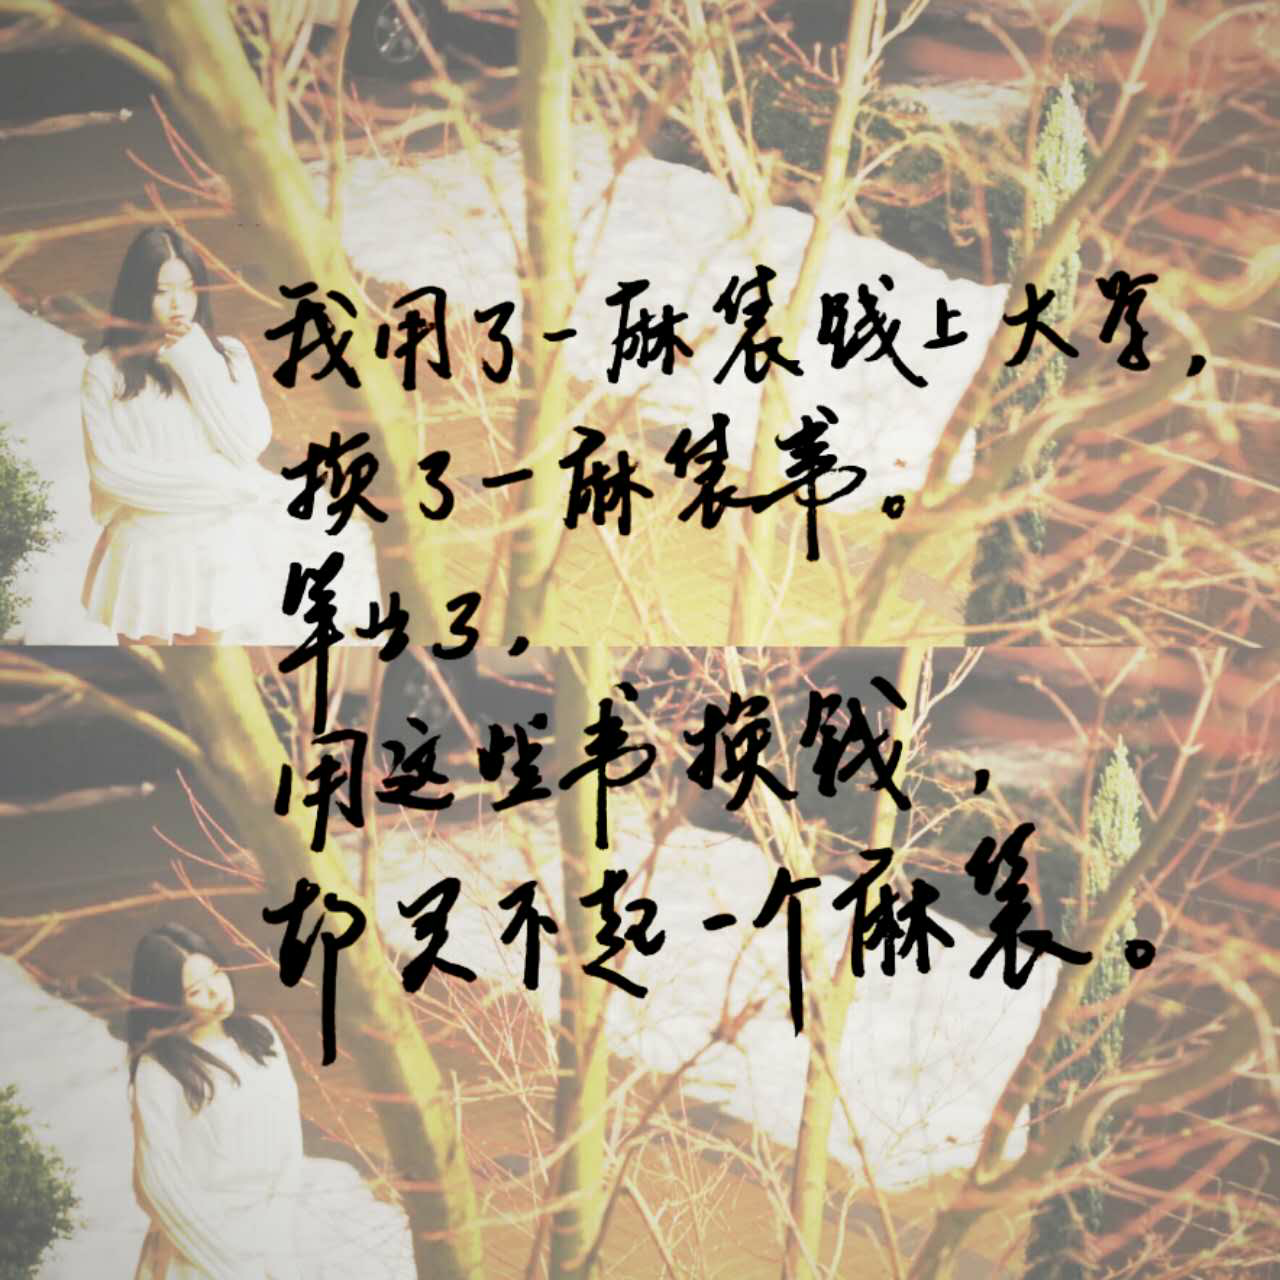 我用了一麻袋钱上大学,
换了一麻袋书。
毕业了,
用这些书换钱,
却买不起一个麻袋。